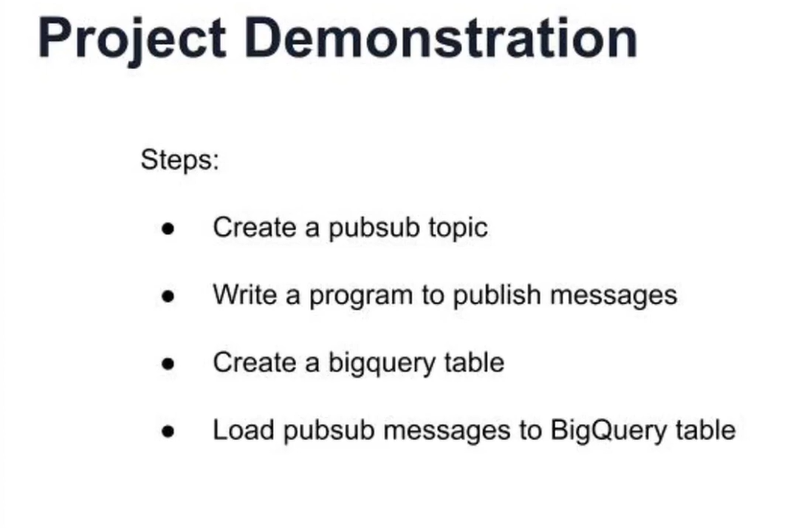 Project Demonstration
Steps:
● Create a pubsub topic
● Write a program to publish messages
● Create a bigquery table
● Load pubsub messages to BigQuery table